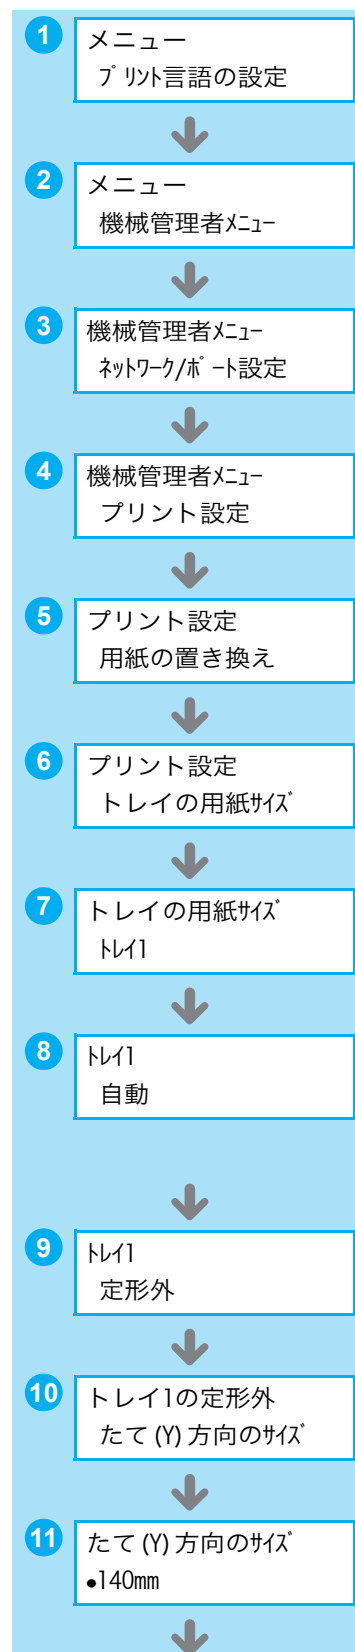 1
メニュー
ﾌﾟﾘﾝﾄ言語の設定
2
メニュー
機械管理者ﾒﾆｭｰ
3
機械管理者ﾒﾆｭｰ
ﾈｯﾄﾜｰｸ/ﾎﾟｰﾄ設定
4
機械管理者ﾒﾆｭｰ
プリント設定
5
プリント設定
用紙の置き換え
6
プリント設定
トレイの用紙ｻｲｽﾞ
7
トレイの用紙ｻｲｽﾞ
ﾄﾚｲ1
8
ﾄﾚｲ1
自動
9
ﾄﾚｲ1
定形外
10
トレイ1の定形外
たて(Y)方向のｻｲｽﾞ
11
たて(Y)方向のｻｲｽﾞ
●140mm